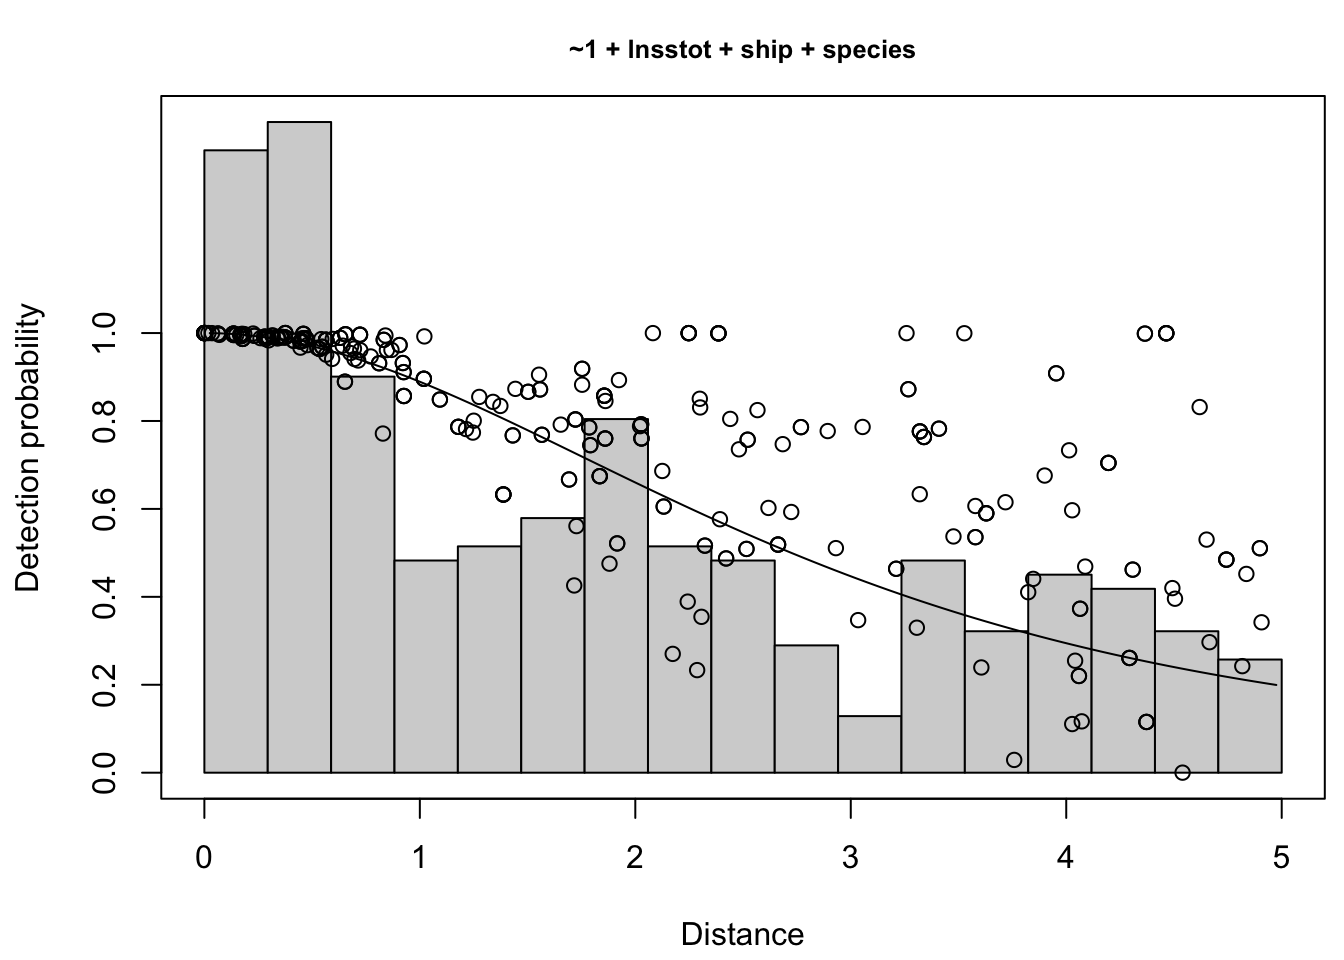 ~1 + lnsstot + ship + species
Detection probability
1.0
0.8
0.6
0.4
0.2
0.0
0 1 2 3 4 5
Distance